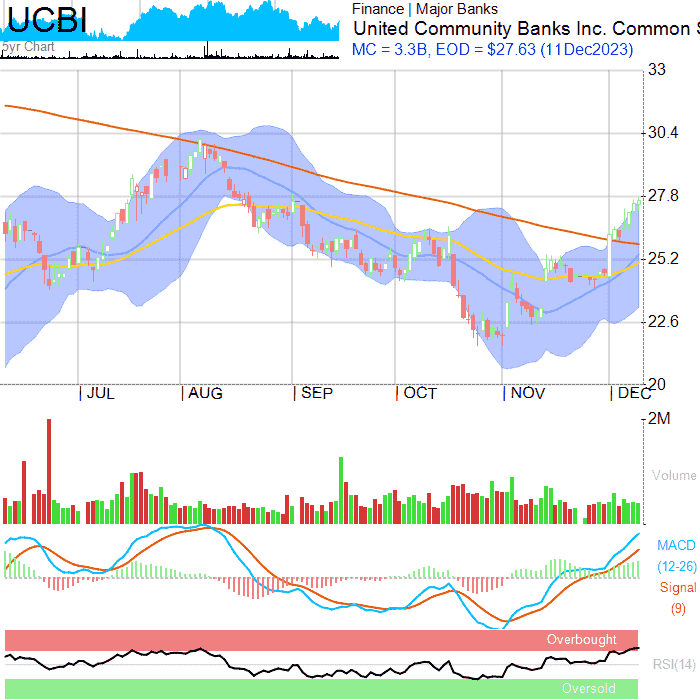 UCBI
5yr Chart
Finance | Major Banks
United Community Banks Inc. Common S
MC = 3.3B, EOD = $27.63 (11Dec2023)
33
30.4
27.8
25.2
22.6
20
JUL AUG SEP OCT NOV DEC
2M
Volume
MACD
(12-26)
Signal
(9)
Overbought
RSI(14)
Oversold